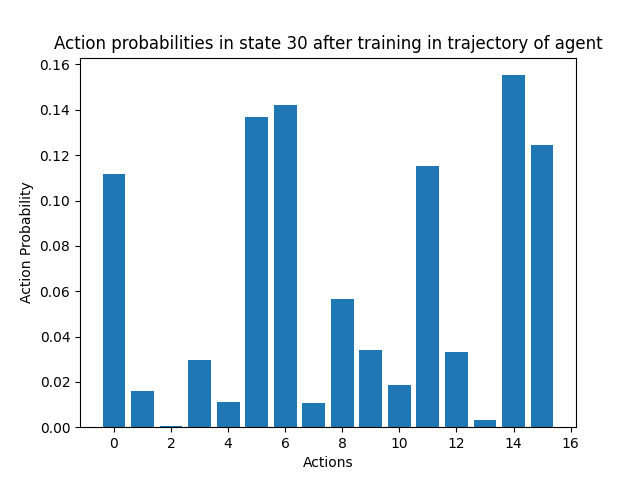 Action probabilities in state 30 after training in trajectory of agent
0.16
0.14
0.12
0.10
0.08
0.06
0.04
0.02
0.00
Action Probability
0 2 4 6 8 10 12 14 16
Actions